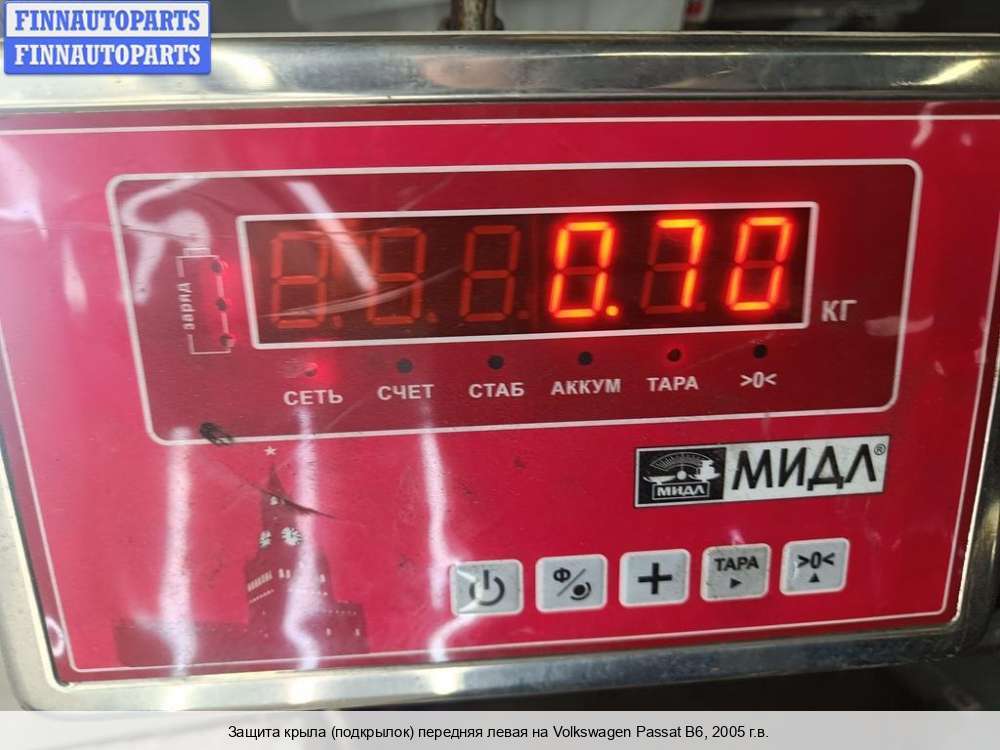 FINNAUTOPARTS
FINNAUTOPARTS
заряд
0.70
КГ
СЕТЬ СЧЕТ СТАБ АККУМ ТАРА >0<
МИДЛ МИДЛ®
Ф ТАРА >0<
Защита крыла (подкрылок) передняя левая на Volkswagen Passat B6, 2005 г.в.